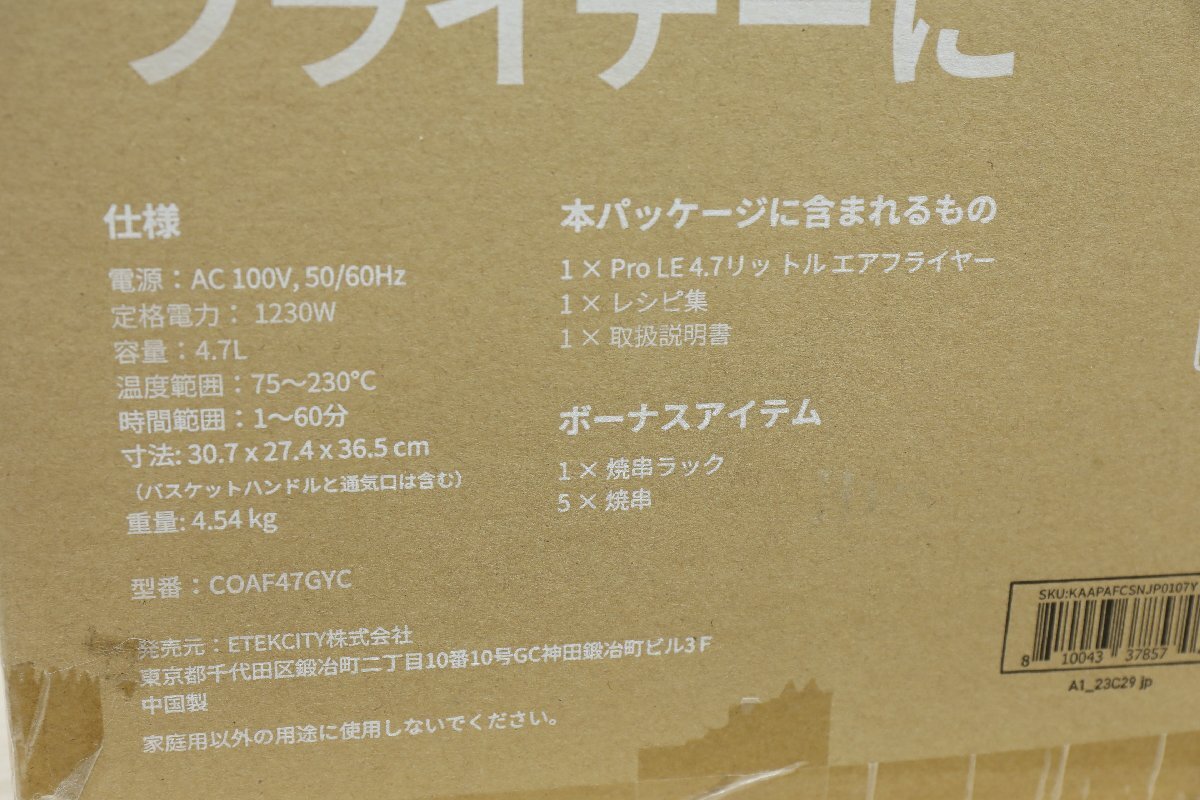 フライヤーに
仕様
電源：AC 100V, 50/60Hz
定格電力： 1230W
容量：4.7L
温度範囲：75～230℃
時間範囲：1～60分
寸法: 30.7 x 27.4 x 36.5 cm
（バスケットハンドルと通気口は含む）
重量: 4.54 kg
型番：COAF47GYC
発売元：ETEKCITY株式会社
東京都千代田区鍛冶町二丁目10番10号GC神田鍛冶町ビル3Ｆ
中国製
家庭用以外の用途に使用しないでください。
本パッケージに含まれるもの
1 × Pro LE 4.7リットル エアフライヤー
1 × レシピ集
1 × 取扱説明書
ボーナスアイテム
1 × 焼串ラック
5 × 焼串
SKU:KAAPAFCSNJP0107Y
8 10043 37857
A1_23C29 jp